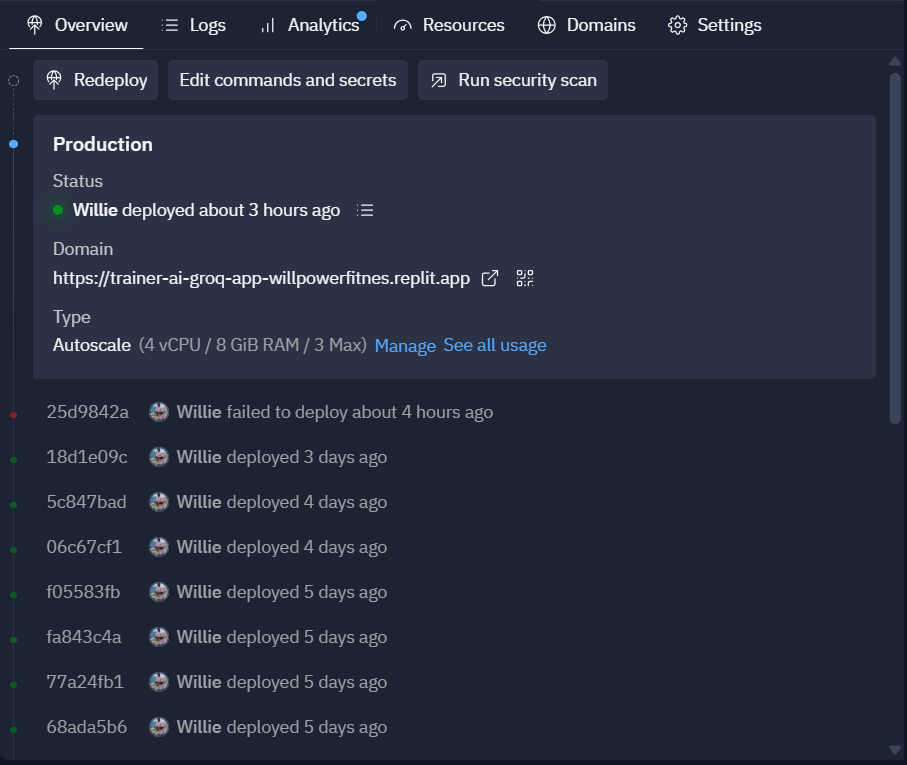 Overview Logs Analytics Resources Domains Settings
Redeploy Edit commands and secrets Run security scan
Production
Status
Willie deployed about 3 hours ago
Domain
https://trainer-ai-groq-app-willpowerfitnes.replit.app
Type
Autoscale (4 vCPU / 8 GiB RAM / 3 Max) Manage See all usage
25d9842a Willie failed to deploy about 4 hours ago
18d1e09c Willie deployed 3 days ago
5c847bad Willie deployed 4 days ago
06c67cf1 Willie deployed 4 days ago
f05583fb Willie deployed 5 days ago
fa843c4a Willie deployed 5 days ago
77a24fb1 Willie deployed 5 days ago
68ada5b6 Willie deployed 5 days ago